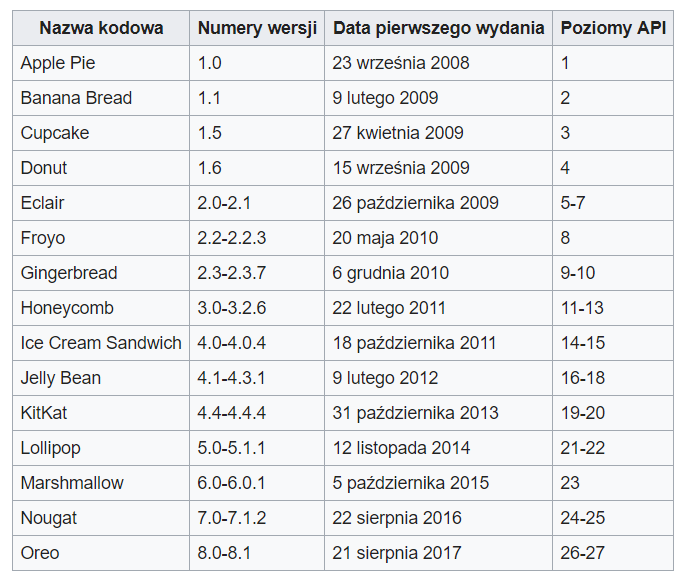 Nazwa kodowa Numery wersji Data pierwszego wydania Poziomy API
Apple Pie 1.0 23 września 2008 1
Banana Bread 1.1 9 lutego 2009 2
Cupcake 1.5 27 kwietnia 2009 3
Donut 1.6 15 września 2009 4
Eclair 2.0-2.1 26 października 2009 5-7
Froyo 2.2-2.2.3 20 maja 2010 8
Gingerbread 2.3-2.3.7 6 grudnia 2010 9-10
Honeycomb 3.0-3.2.6 22 lutego 2011 11-13
Ice Cream Sandwich 4.0-4.0.4 18 października 2011 14-15
Jelly Bean 4.1-4.3.1 9 lutego 2012 16-18
KitKat 4.4-4.4.4 31 października 2013 19-20
Lollipop 5.0-5.1.1 12 listopada 2014 21-22
Marshmallow 6.0-6.0.1 5 października 2015 23
Nougat 7.0-7.1.2 22 sierpnia 2016 24-25
Oreo 8.0-8.1 21 sierpnia 2017 26-27